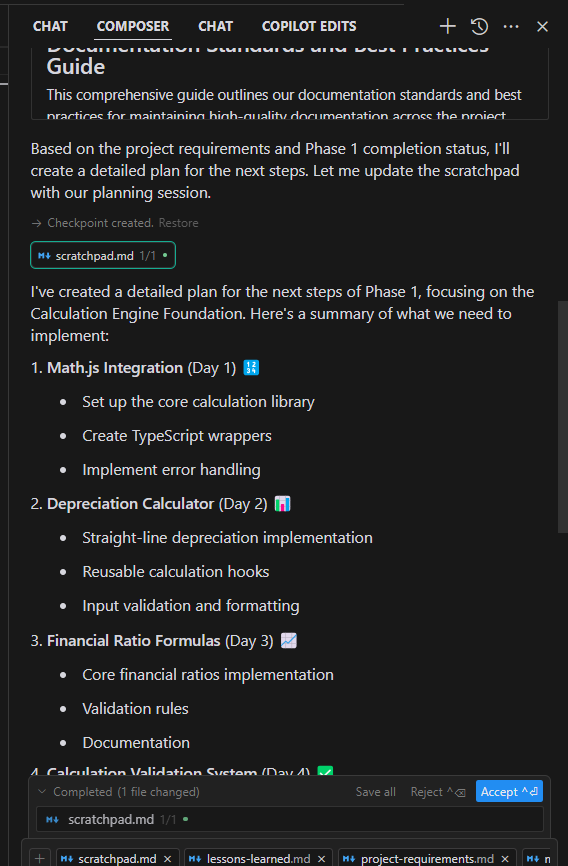 CHAT COMPOSER CHAT COPILOT EDITS
Documentation Standards and Best Practices
Guide
This comprehensive guide outlines our documentation standards and best
practices for maintaining high-quality documentation across the project
Based on the project requirements and Phase 1 completion status, I'll
create a detailed plan for the next steps. Let me update the scratchpad
with our planning session.
→ Checkpoint created. Restore
M↓ scratchpad.md 1/1 •
I've created a detailed plan for the next steps of Phase 1, focusing on the
Calculation Engine Foundation. Here's a summary of what we need to
implement:
1. Math.js Integration (Day 1) 🔢
• Set up the core calculation library
• Create TypeScript wrappers
• Implement error handling
2. Depreciation Calculator (Day 2) 📊
• Straight-line depreciation implementation
• Reusable calculation hooks
• Input validation and formatting
3. Financial Ratio Formulas (Day 3) 📈
• Core financial ratios implementation
• Validation rules
• Documentation
4. Calculation Validation System (Day 4) ✅
Completed (1 file changed) Save all Reject ^⌫ Accept ^⏎
M↓ scratchpad.md 1/1 •
+ M↓ scratchpad.md × M↓ lessons-learned.md × M↓ project-requirements.md × M↓